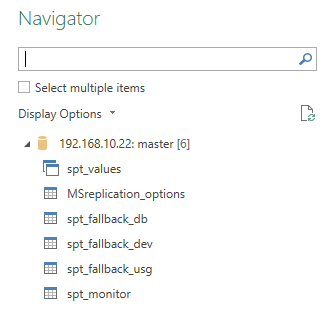 Navigator
Select multiple items
Display Options
192.168.10.22: master [6]
spt_values
MSreplication_options
spt_fallback_db
spt_fallback_dev
spt_fallback_usg
spt_monitor